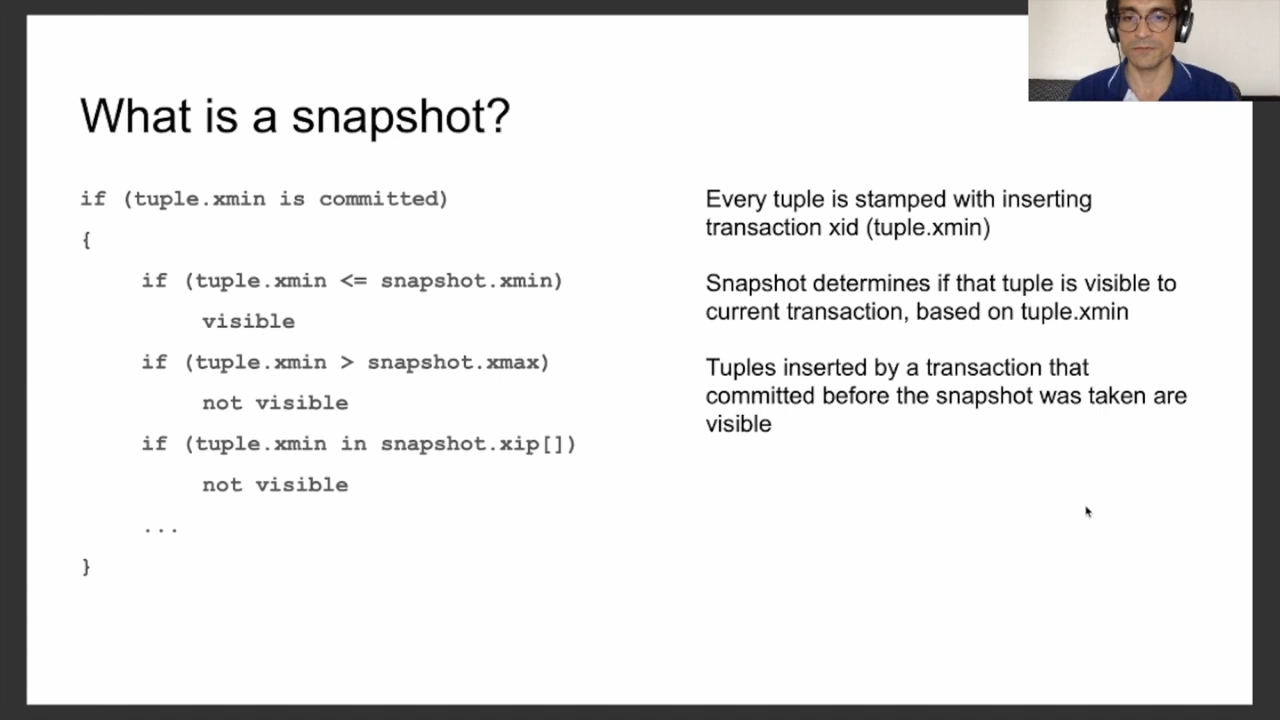 What is a snapshot?
if (tuple.xmin is committed)
{
if (tuple.xmin <= snapshot.xmin)
visible
if (tuple.xmin > snapshot.xmax)
not visible
if (tuple.xmin in snapshot.xip[])
not visible
...
}
Every tuple is stamped with inserting
transaction xid (tuple.xmin)
Snapshot determines if that tuple is visible to
current transaction, based on tuple.xmin
Tuples inserted by a transaction that
committed before the snapshot was taken are
visible